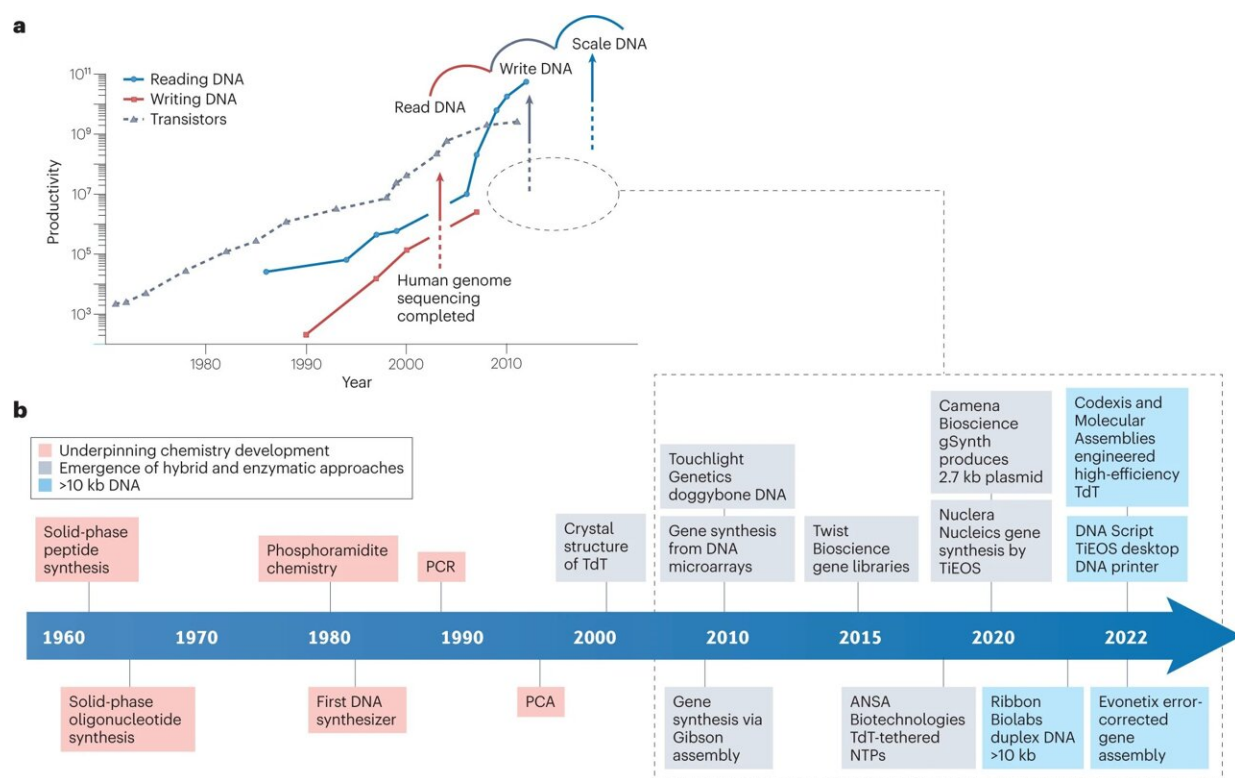 a
Reading DNA
Writing DNA
Transistors
Read DNA
Write DNA
Scale DNA
Productivity
10¹¹
10⁹
10⁷
10⁵
10³
Human genome
sequencing
completed
1980
1990
2000
2010
Year
b
Underpinning chemistry development
Emergence of hybrid and enzymatic approaches
>10 kb DNA
Solid-phase
peptide
synthesis
Phosphoramidite
chemistry
PCR
Crystal
structure
of TdT
Touchlight
Genetics
doggybone DNA
Gene synthesis
from DNA
microarrays
Twist
Bioscience
gene libraries
Camena
Bioscience
gSynth
produces
2.7 kb plasmid
Nuclera
Nucleics gene
synthesis by
TiEOS
Codexis and
Molecular
Assemblies
engineered
high-efficiency
TdT
DNA Script
TiEOS desktop
DNA printer
1960
1970
1980
1990
2000
2010
2015
2020
2022
Solid-phase
oligonucleotide
synthesis
First DNA
synthesizer
PCA
Gene
synthesis via
Gibson
assembly
ANSA
Biotechnologies
TdT-tethered
NTPs
Ribbon
Biolabs
duplex DNA
>10 kb
Evonetix error-
corrected
gene
assembly